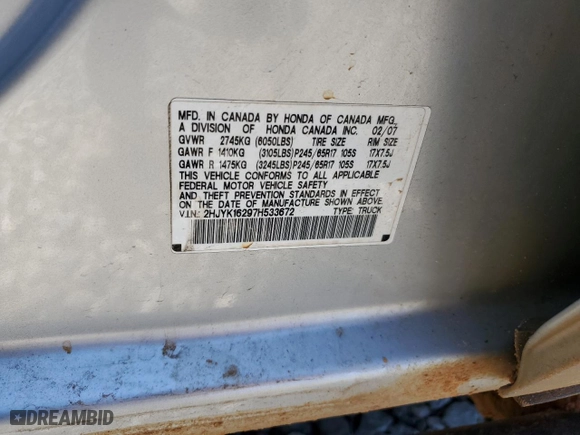 MFD. IN CANADA BY HONDA OF CANADA MFG.,
A DIVISION OF HONDA CANADA INC. 02/07
GVWR 2745KG (6050LBS) TIRE SIZE RIM SIZE
GAWR F 1410KG (3105LBS) P245/65R17 105S 17X7.5J
GAWR R 1475KG (3245LBS) P245/65R17 105S 17X7.5J
THIS VEHICLE CONFORMS TO ALL APPLICABLE
FEDERAL MOTOR VEHICLE SAFETY
AND THEFT PREVENTION STANDARDS IN EFFECT
ON THE DATE OF MANUFACTURE SHOWN ABOVE.
V.I.N.: 2HJYK16297H533672 TYPE: TRUCK
DREAMBID